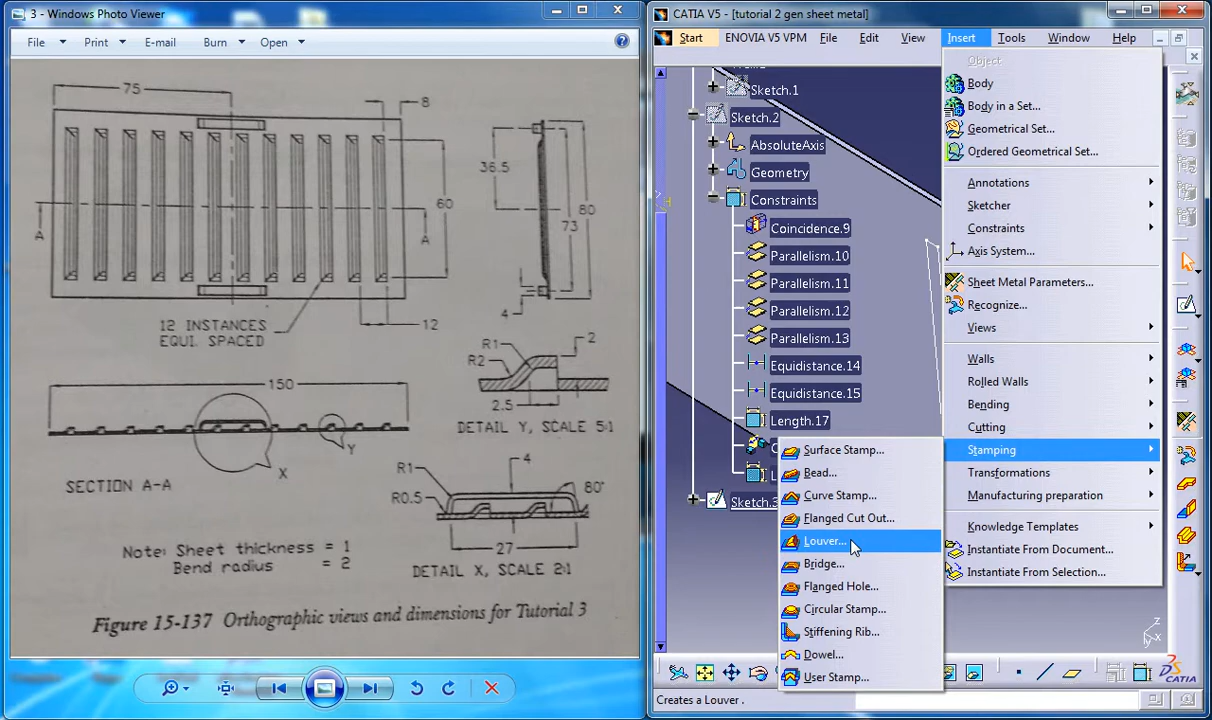 3 - Windows Photo Viewer
File Print E-mail Burn Open
75
8
36.5
60
80
73
A A
4
12 INSTANCES
EQUI. SPACED
12
R1
R2
2
2.5
150
DETAIL Y, SCALE 5:1
X
Y
SECTION A-A
R1
R0.5
4
80°
27
Note: Sheet thickness = 1
Bend radius = 2
DETAIL X, SCALE 2:1
Figure 15-137 Orthographic views and dimensions for Tutorial 3
CATIA V5 - [tutorial 2 gen sheet metal]
Start ENOVIA V5 VPM File Edit View Insert Tools Window Help
Sketch.1
Sketch.2
AbsoluteAxis
Geometry
Constraints
Coincidence.9
Parallelism.10
Parallelism.11
Parallelism.12
Parallelism.13
Equidistance.14
Equidistance.15
Length.17
Sketch.3
Object
Body
Body in a Set...
Geometrical Set...
Ordered Geometrical Set...
Annotations
Sketcher
Constraints
Axis System...
Sheet Metal Parameters...
Recognize...
Views
Walls
Rolled Walls
Bending
Cutting
Stamping
Transformations
Manufacturing preparation
Knowledge Templates
Instantiate From Document...
Instantiate From Selection...
Surface Stamp...
Bead...
Curve Stamp...
Flanged Cut Out...
Louver...
Bridge...
Flanged Hole...
Circular Stamp...
Stiffening Rib...
Dowel...
User Stamp...
z
y x
CATIA
Creates a Louver .